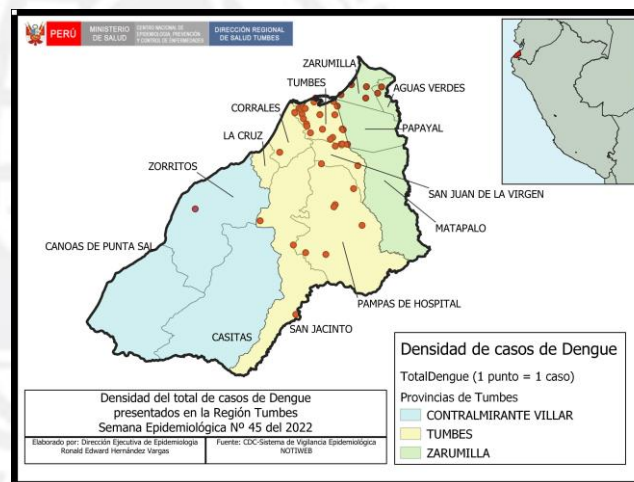 PERÚ
MINISTERIO
DE SALUD
CENTRO NACIONAL DE
EPIDEMIOLOGÍA, PREVENCIÓN
Y CONTROL DE ENFERMEDADES
DIRECCIÓN REGIONAL
DE SALUD TUMBES
ZARUMILLA
TUMBES
AGUAS VERDES
CORRALES
PAPAYAL
LA CRUZ
ZORRITOS
SAN JUAN DE LA VIRGEN
MATAPALO
CANOAS DE PUNTA SAL
PAMPAS DE HOSPITAL
SAN JACINTO
CASITAS
Densidad del total de casos de Dengue
presentados en la Región Tumbes
Semana Epidemiológica Nº 45 del 2022
Elaborado por: Dirección Ejecutiva de Epidemiologia
Ronald Edward Hernández Vargas
Fuente: CDC-Sistema de Vigilancia Epidemiológica
NOTIWEB
Densidad de casos de Dengue
TotalDengue (1 punto = 1 caso)
Provincias de Tumbes
CONTRALMIRANTE VILLAR
TUMBES
ZARUMILLA